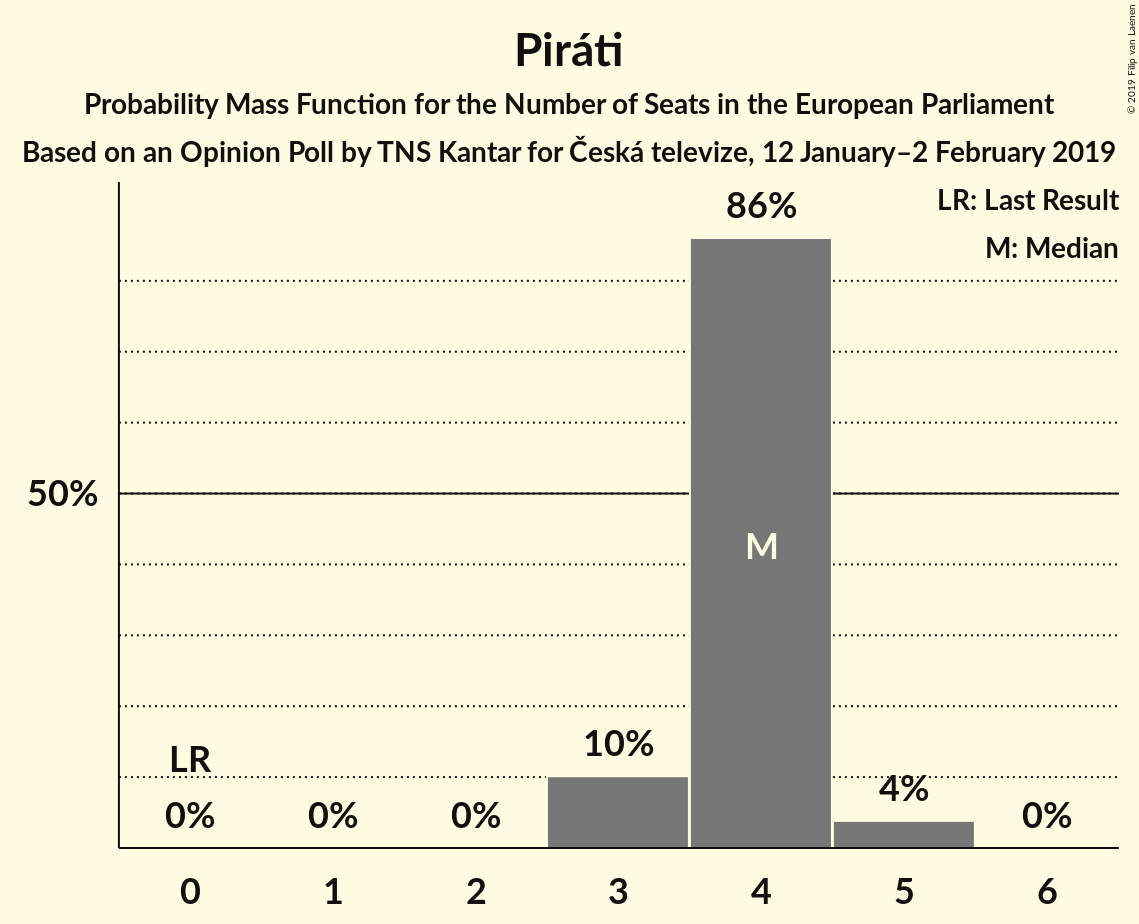 Piráti
Probability Mass Function for the Number of Seats in the European Parliament
Based on an Opinion Poll by TNS Kantar for Česká televize, 12 January–2 February 2019
© 2019 Filip van Laenen
LR: Last Result
M: Median
86%
50%
M
10%
LR
4%
0% 0% 0% 0%
0 1 2 3 4 5 6